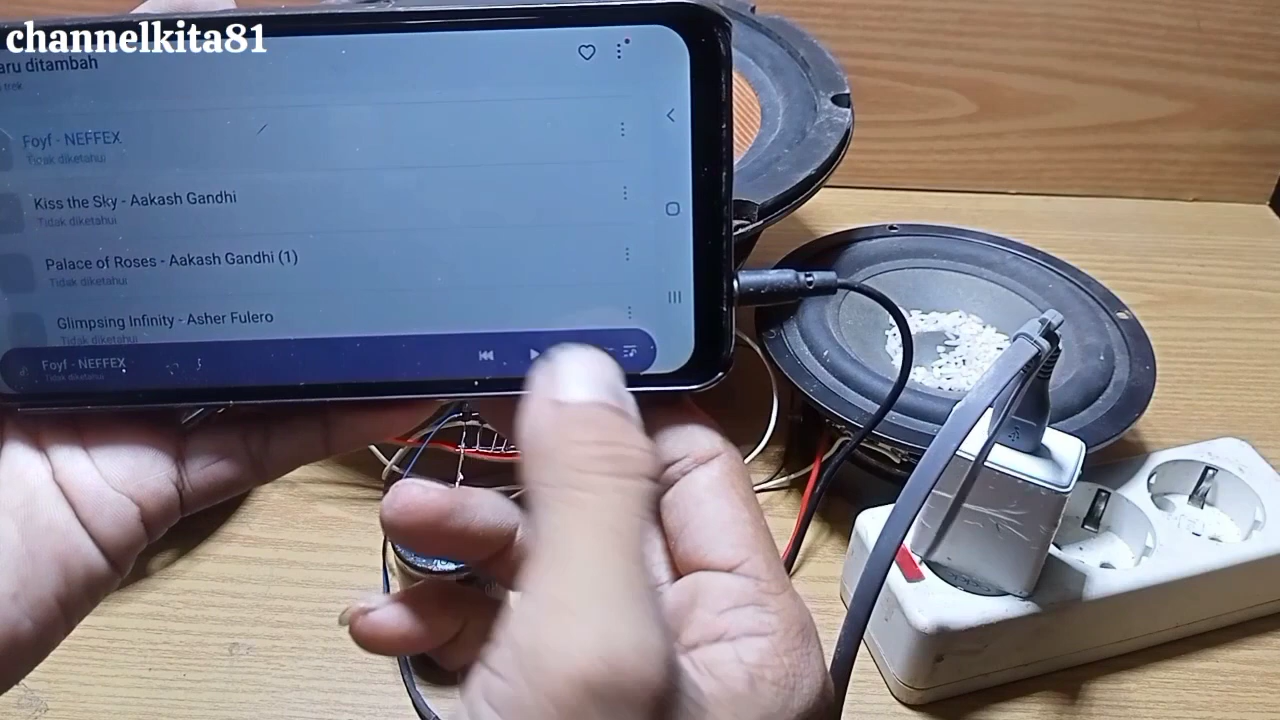 channelkita81
aru ditambah
trek
Foyf - NEFFEX
Tidak diketahui
Kiss the Sky - Aakash Gandhi
Tidak diketahui
Palace of Roses - Aakash Gandhi (1)
Tidak diketahui
Glimpsing Infinity - Asher Fulero
Tidak diketahui
Foyf - NEFFEX
Tidak diketahui